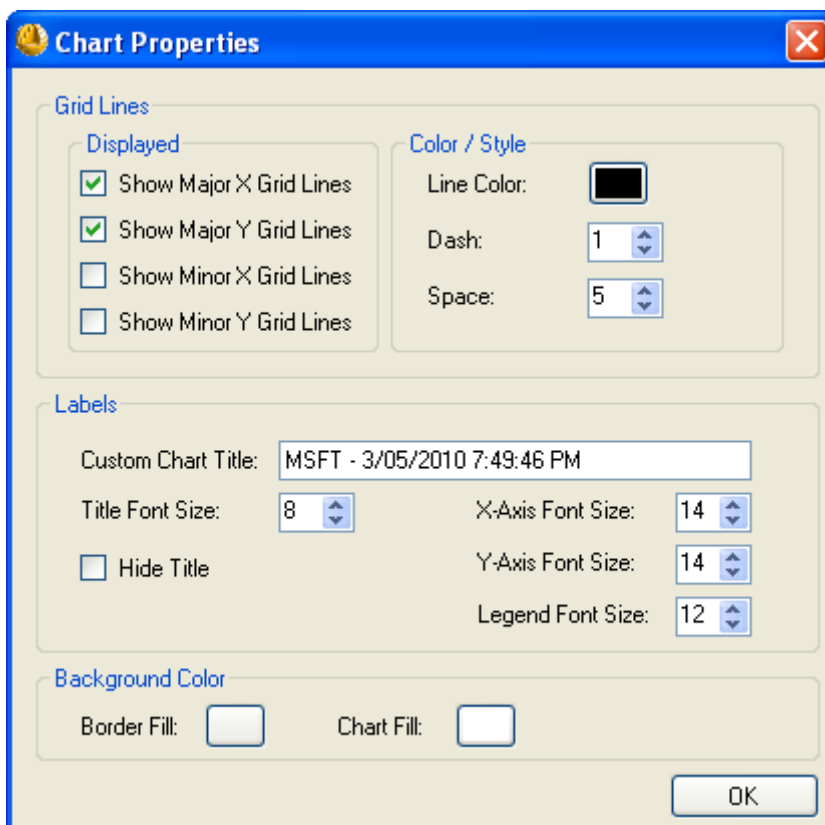 Chart Properties
Grid Lines
Displayed
Show Major X Grid Lines
Show Major Y Grid Lines
Show Minor X Grid Lines
Show Minor Y Grid Lines
Color / Style
Line Color:
Dash: 1
Space: 5
Labels
Custom Chart Title: MSFT - 3/05/2010 7:49:46 PM
Title Font Size: 8
Hide Title
X-Axis Font Size: 14
Y-Axis Font Size: 14
Legend Font Size: 12
Background Color
Border Fill: Chart Fill:
OK